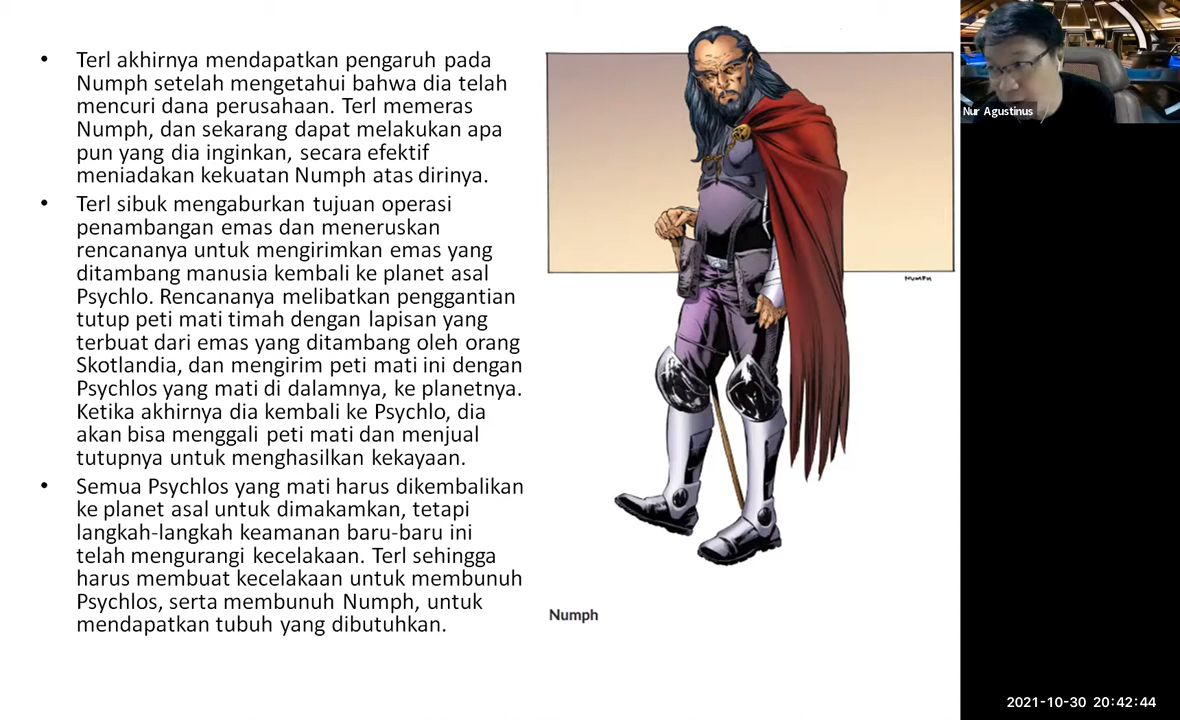 • Terl akhirnya mendapatkan pengaruh pada
Numph setelah mengetahui bahwa dia telah
mencuri dana perusahaan. Terl memeras
Numph, dan sekarang dapat melakukan apa
pun yang dia inginkan, secara efektif
meniadakan kekuatan Numph atas dirinya.
• Terl sibuk mengaburkan tujuan operasi
penambangan emas dan meneruskan
rencananya untuk mengirimkan emas yang
ditambang manusia kembali ke planet asal
Psychlo. Rencananya melibatkan penggantian
tutup peti mati timah dengan lapisan yang
terbuat dari emas yang ditambang oleh orang
Skotlandia, dan mengirim peti mati ini dengan
Psychlos yang mati di dalamnya, ke planetnya.
Ketika akhirnya dia kembali ke Psychlo, dia
akan bisa menggali peti mati dan menjual
tutupnya untuk menghasilkan kekayaan.
• Semua Psychlos yang mati harus dikembalikan
ke planet asal untuk dimakamkan, tetapi
langkah-langkah keamanan baru-baru ini
telah mengurangi kecelakaan. Terl sehingga
harus membuat kecelakaan untuk membunuh
Psychlos, serta membunuh Numph, untuk
mendapatkan tubuh yang dibutuhkan.
NUMPH
Numph
Nur Agustinus
2021-10-30 20:42:44